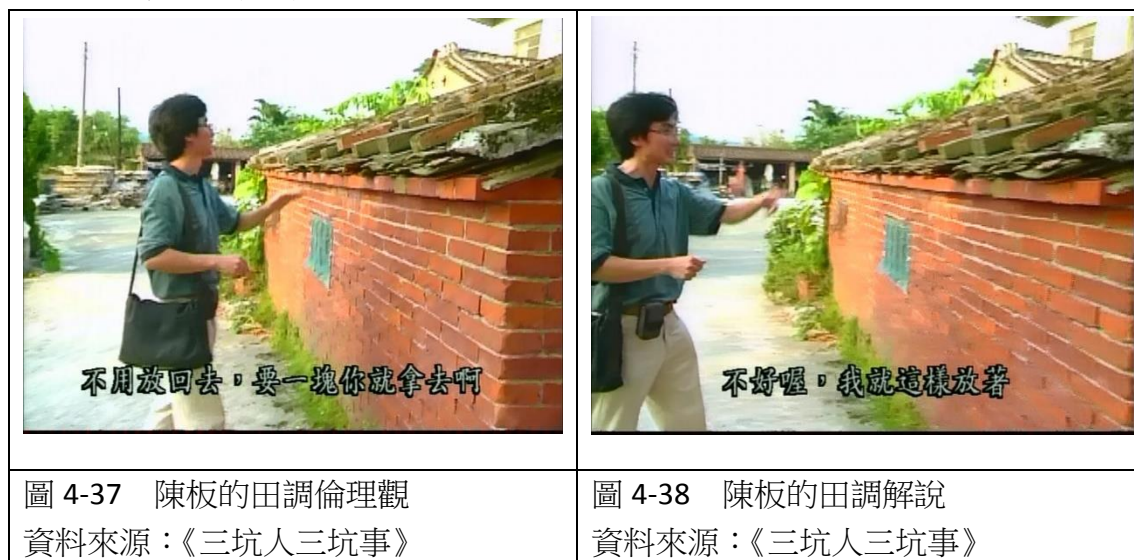 不用放回去，要一塊你就拿去啊
不好喔，我就這樣放著
圖 4-37　陳板的田調倫理觀
資料來源：《三坑人三坑事》
圖 4-38　陳板的田調解說
資料來源：《三坑人三坑事》